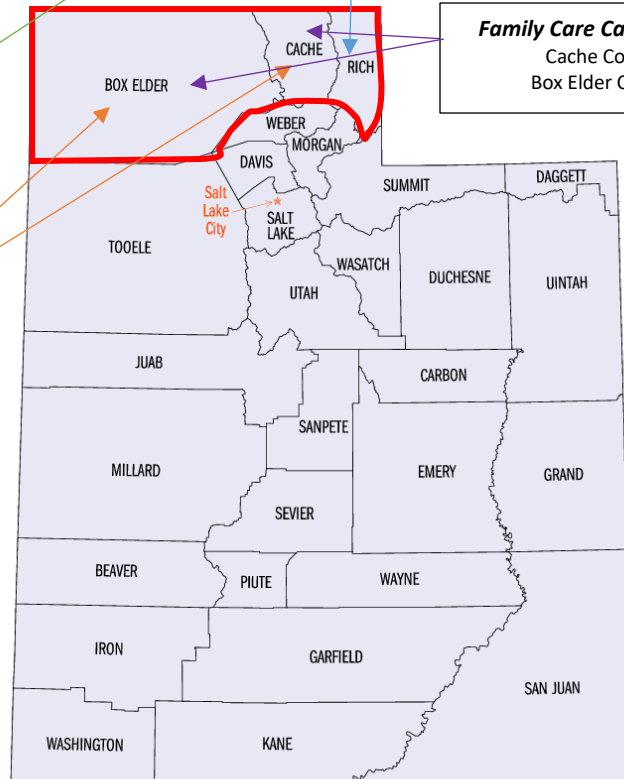 Family Care Ca
Cache Co
Box Elder C
CACHE
RICH
BOX ELDER
WEBER
MORGAN
DAVIS
DAGGETT
SUMMIT
Salt
Lake
City
SALT
LAKE
TOOELE
WASATCH
DUCHESNE
UINTAH
UTAH
JUAB
CARBON
SANPETE
MILLARD
EMERY
GRAND
SEVIER
BEAVER
PIUTE
WAYNE
IRON
GARFIELD
SAN JUAN
WASHINGTON
KANE